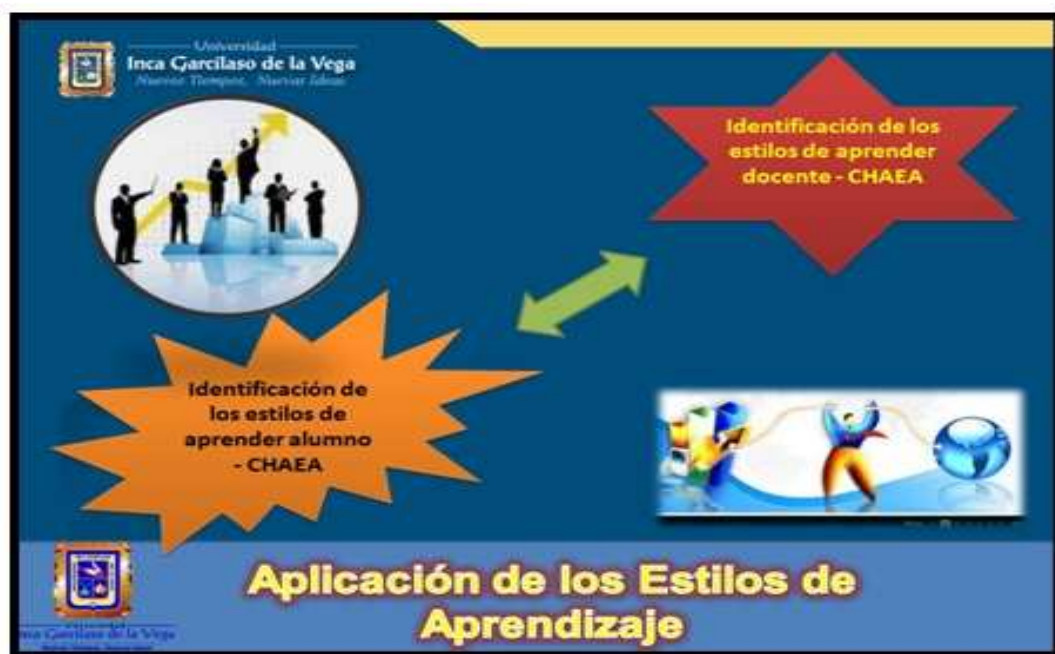 Universidad
Inca Garcilaso de la Vega
Nuevos Tiempos, Nuevas Ideas
Identificación de los
estilos de aprender
docente - CHAEA
Identificación de
los estilos de
aprender alumno
- CHAEA
Aplicación de los Estilos de
Aprendizaje
Inca Garcilaso de la Vega